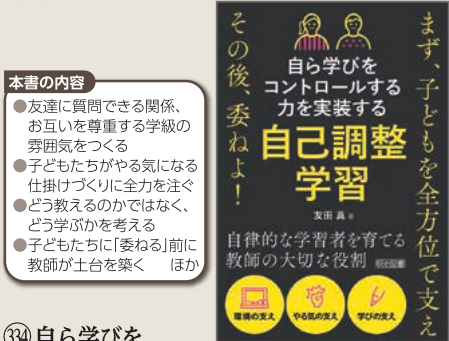 本書の内容
●友達に質問できる関係、
お互いを尊重する学級の
雰囲気をつくる
●子どもたちがやる気になる
仕掛けづくりに全力を注ぐ
●どう教えるのかではなく、
どう学ぶかを考える
●子どもたちに「委ねる」前に
教師が土台を築く ほか
まず、子どもを全方位で支え
その後、委ねよ!
自ら学びを
コントロールする
力を実装する
自己調整
学習
友田 真 著
自律的な学習者を育てる
教師の大切な役割
明治図書
環境の支え
やる気の支え
学びの支え
334 自ら学びを